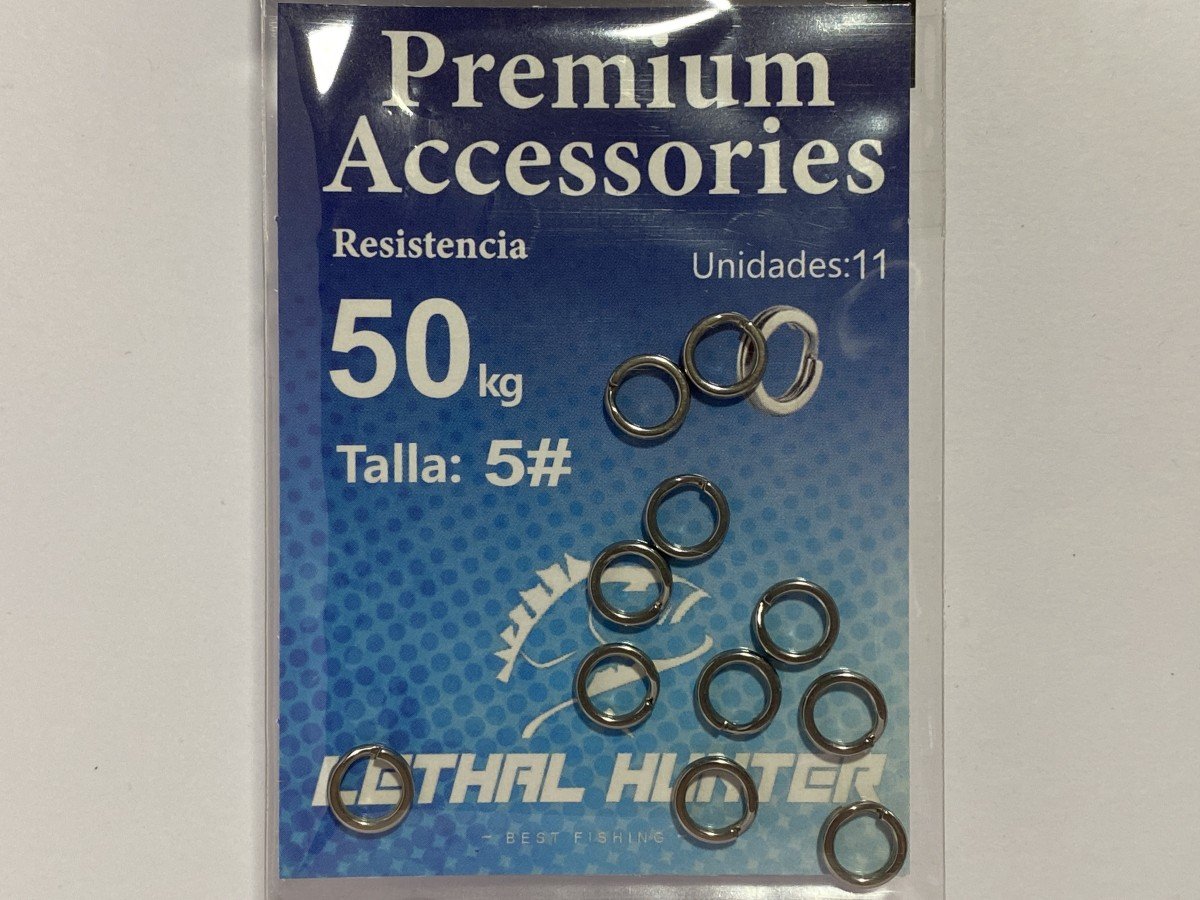 Premium
Accessories
Resistencia
Unidades:11
50kg
Talla: 5#
LETHAL HUNTER
- BEST FISHING -